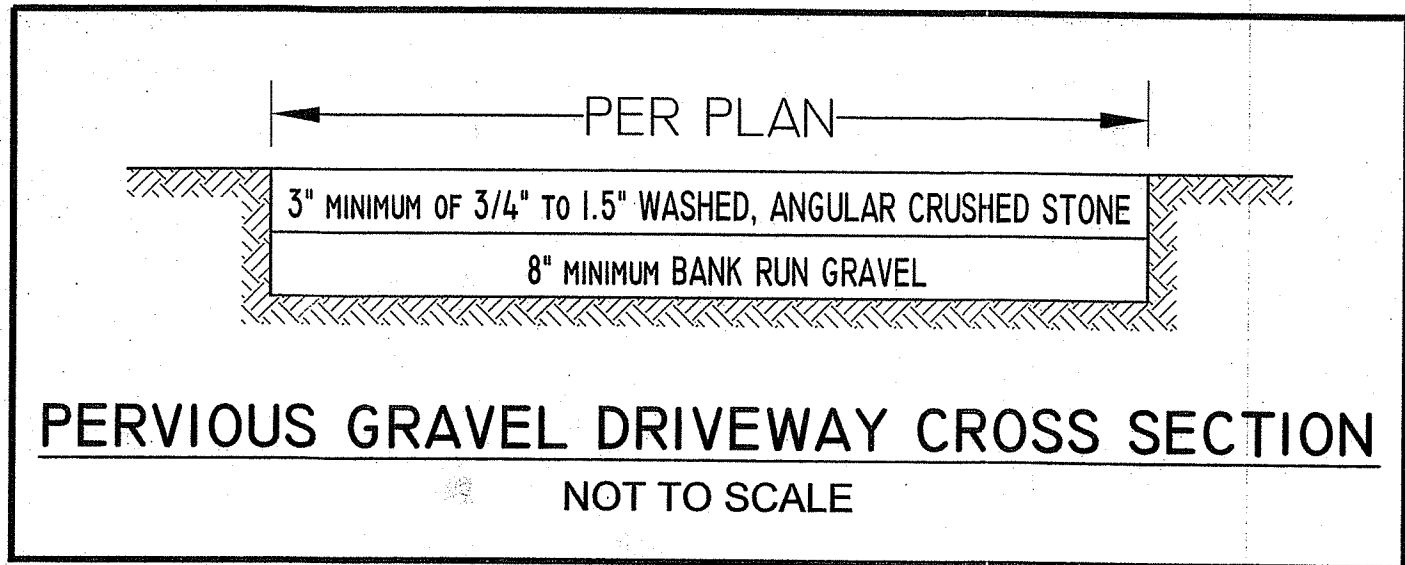 PER PLAN
3" MINIMUM OF 3/4" TO 1.5" WASHED, ANGULAR CRUSHED STONE
8" MINIMUM BANK RUN GRAVEL
PERVIOUS GRAVEL DRIVEWAY CROSS SECTION
NOT TO SCALE